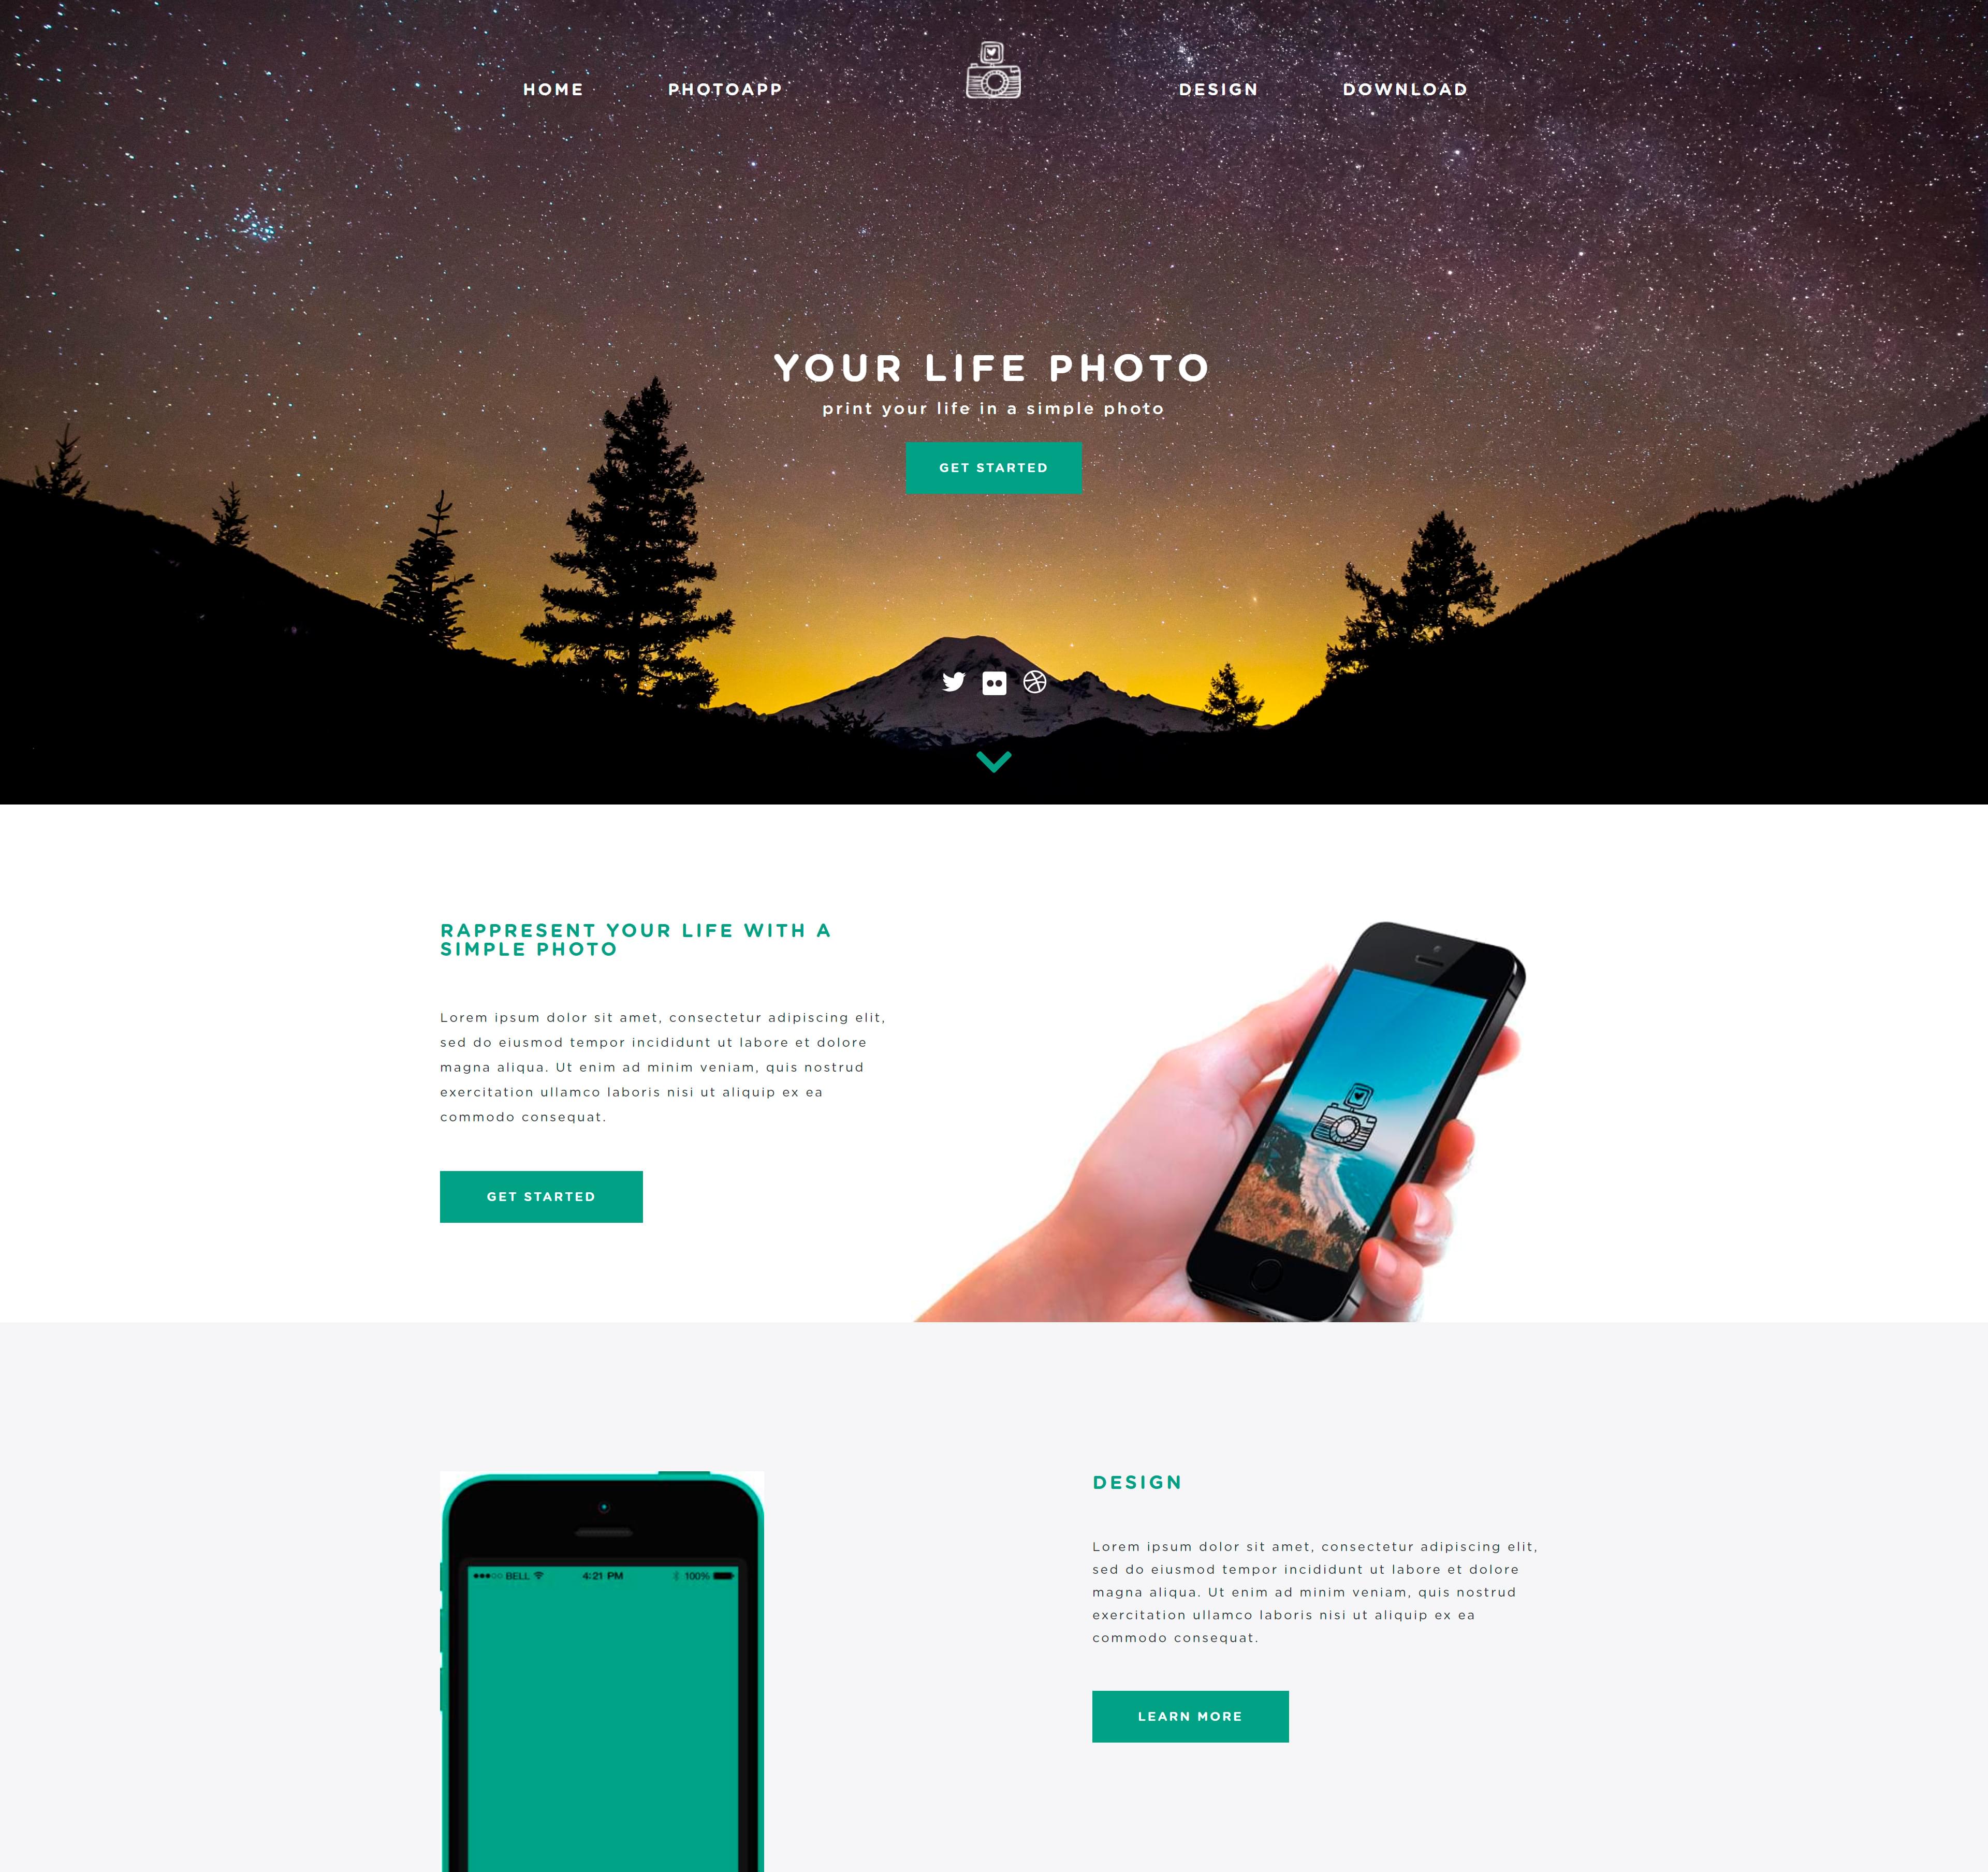 HOME PHOTOAPP DESIGN DOWNLOAD
YOUR LIFE PHOTO
print your life in a simple photo
GET STARTED
RAPPRESENT YOUR LIFE WITH A
SIMPLE PHOTO
Lorem ipsum dolor sit amet, consectetur adipiscing elit,
sed do eiusmod tempor incididunt ut labore et dolore
magna aliqua. Ut enim ad minim veniam, quis nostrud
exercitation ullamco laboris nisi ut aliquip ex ea
commodo consequat.
GET STARTED
BELL 4:21 PM 100%
DESIGN
Lorem ipsum dolor sit amet, consectetur adipiscing elit,
sed do eiusmod tempor incididunt ut labore et dolore
magna aliqua. Ut enim ad minim veniam, quis nostrud
exercitation ullamco laboris nisi ut aliquip ex ea
commodo consequat.
LEARN MORE